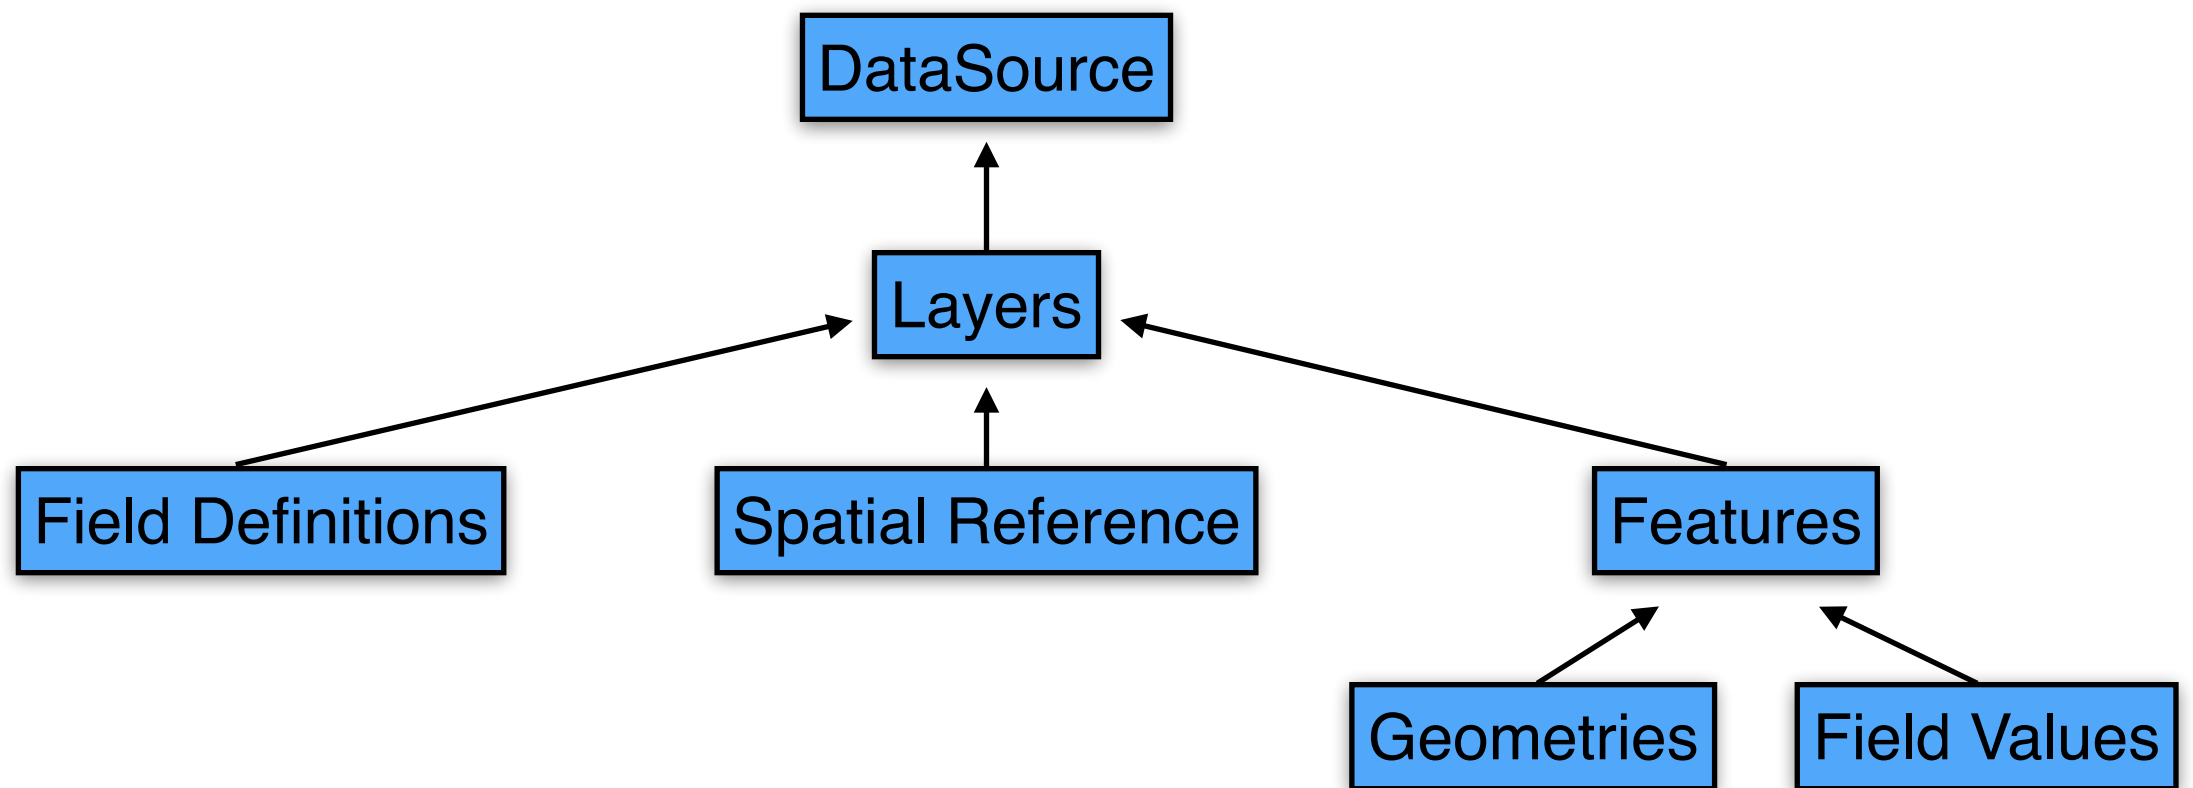 DataSource
Layers
Field Definitions
Spatial Reference
Features
Geometries
Field Values